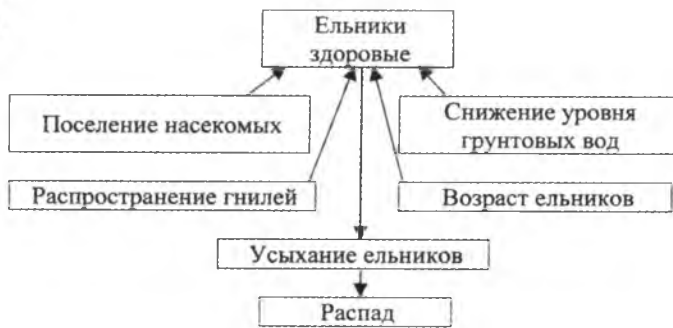 Ельники
здоровые
Поселение насекомых
Снижение уровня
грунтовых вод
Распространение гнилей
Возраст ельников
Усыхание ельников
Распад